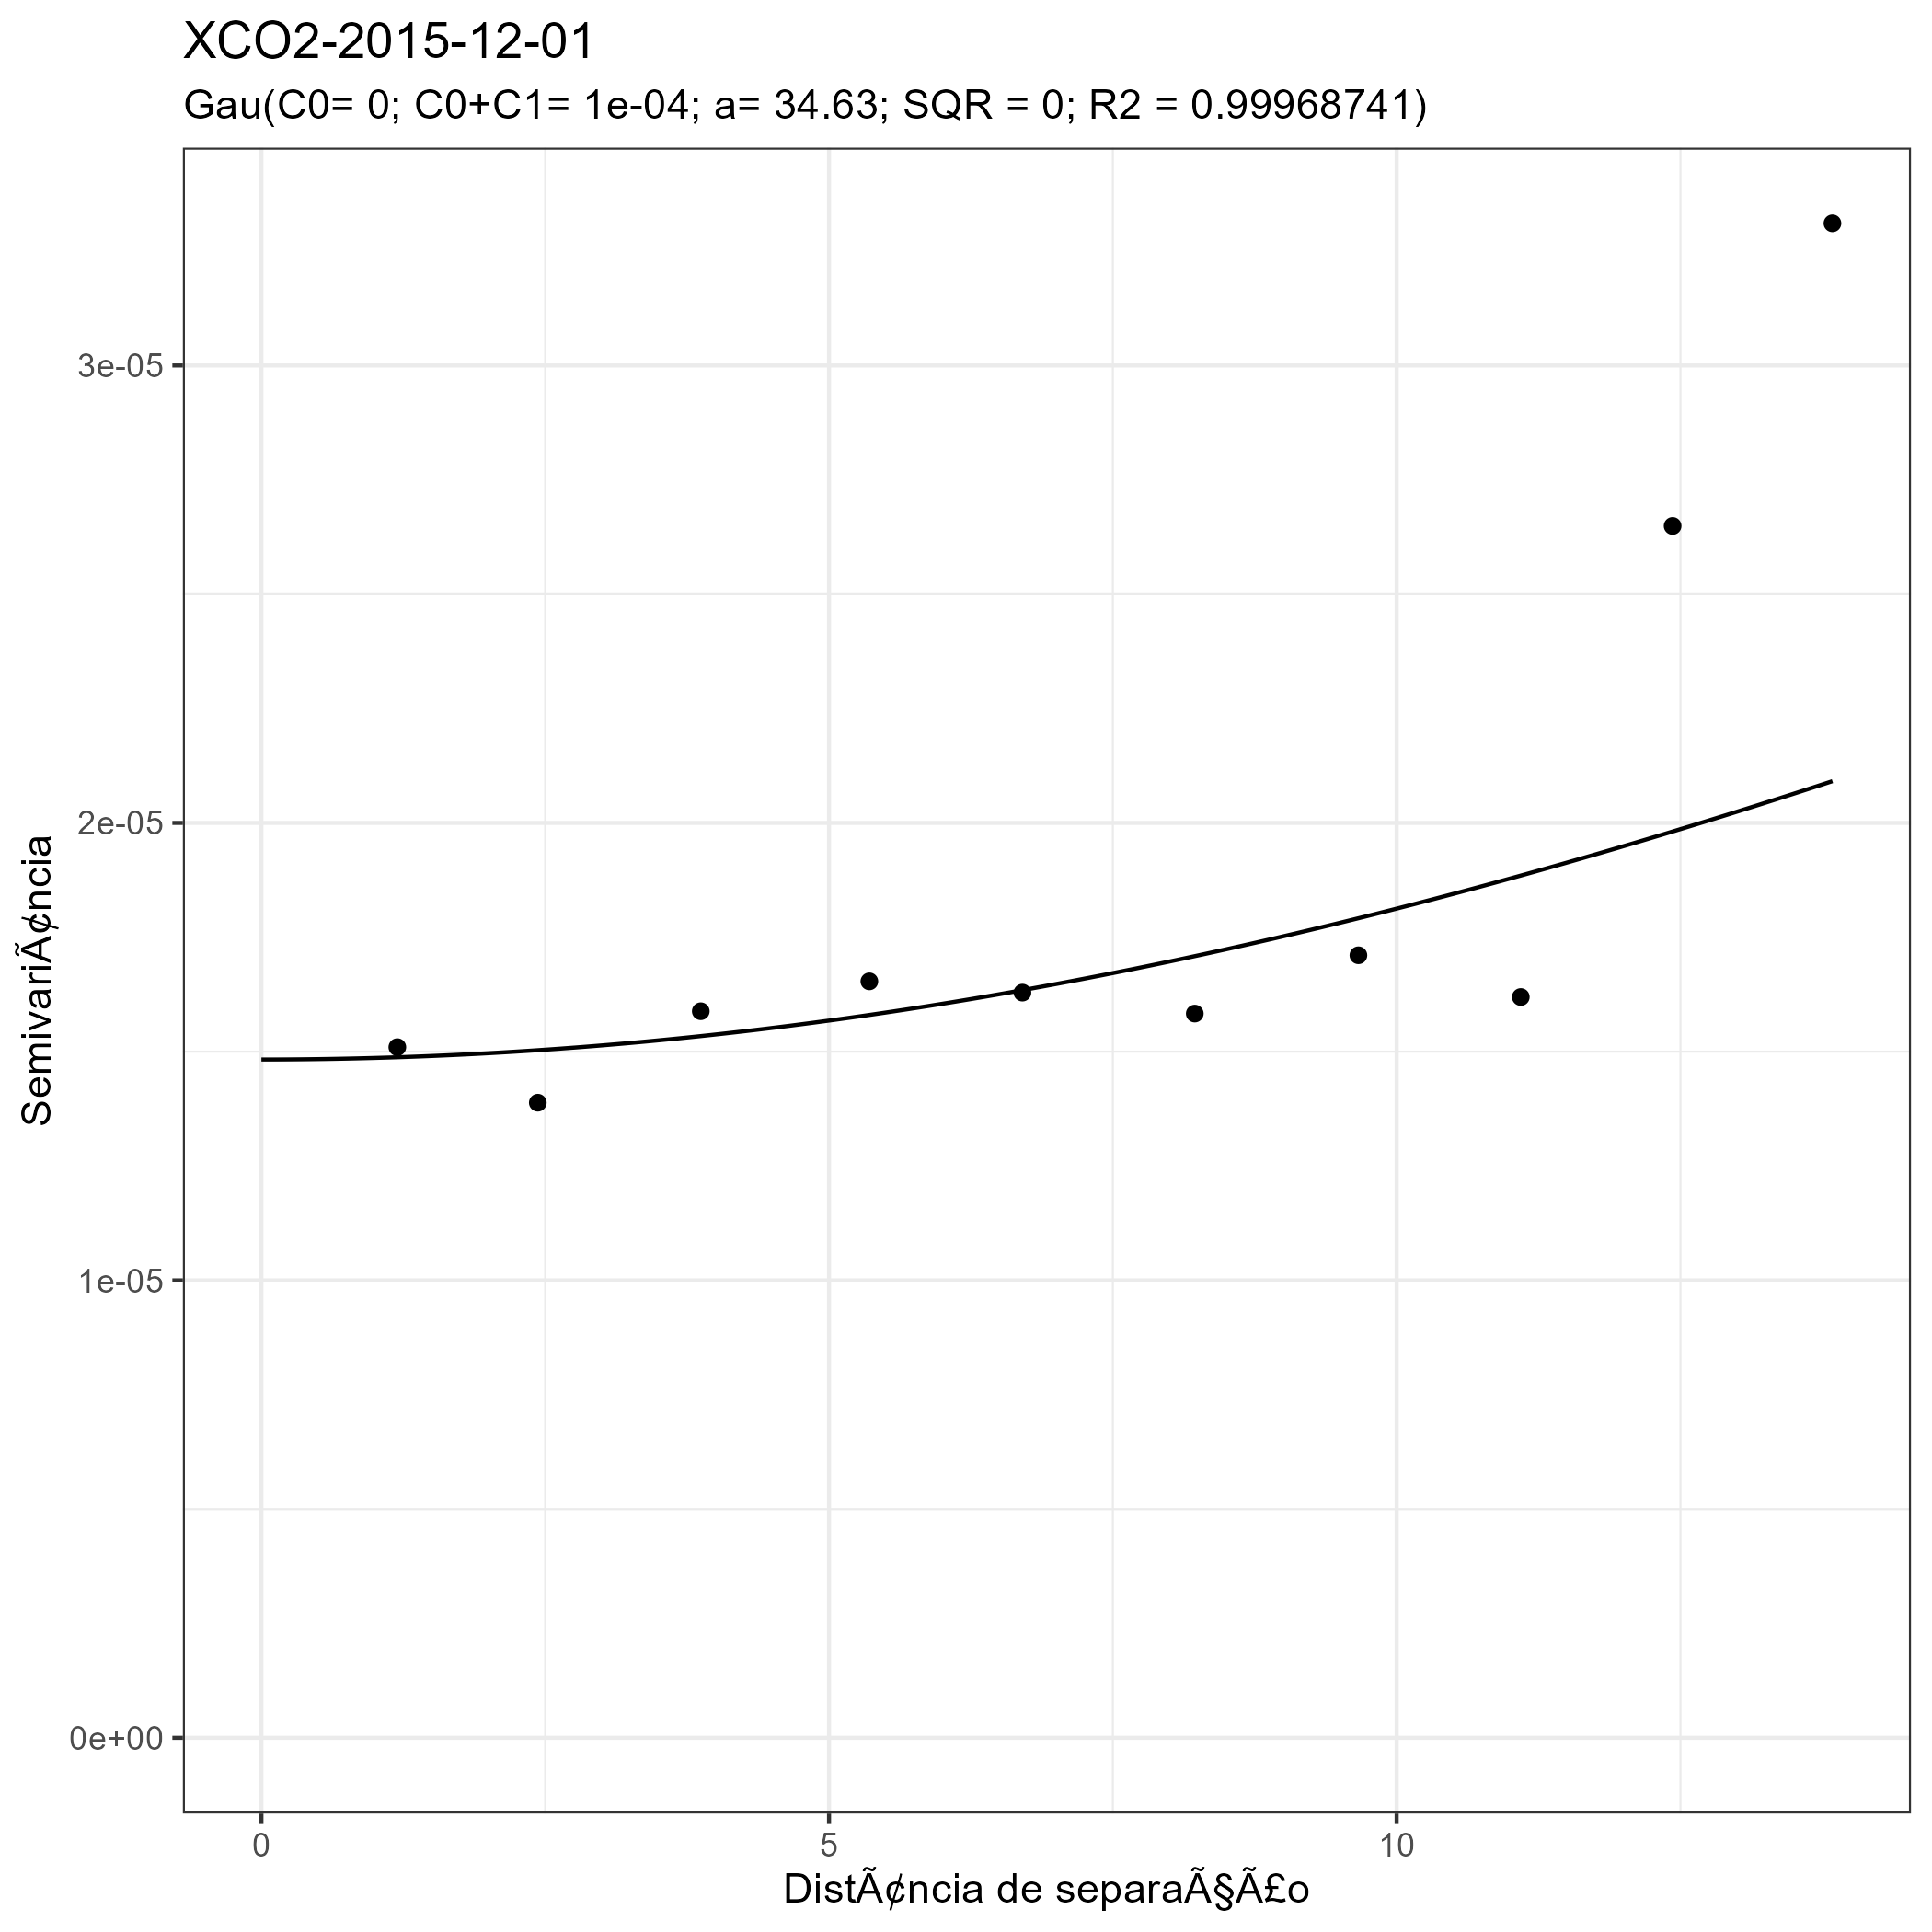 XCO2-2015-12-01
Gau(C0= 0; C0+C1= 1e-04; a= 34.63; SQR = 0; R2 = 0.99968741)
SemivariÃ¢ncia
3e-05
2e-05
1e-05
0e+00
0
5
10
DistÃ¢ncia de separaÃ§Ã£o